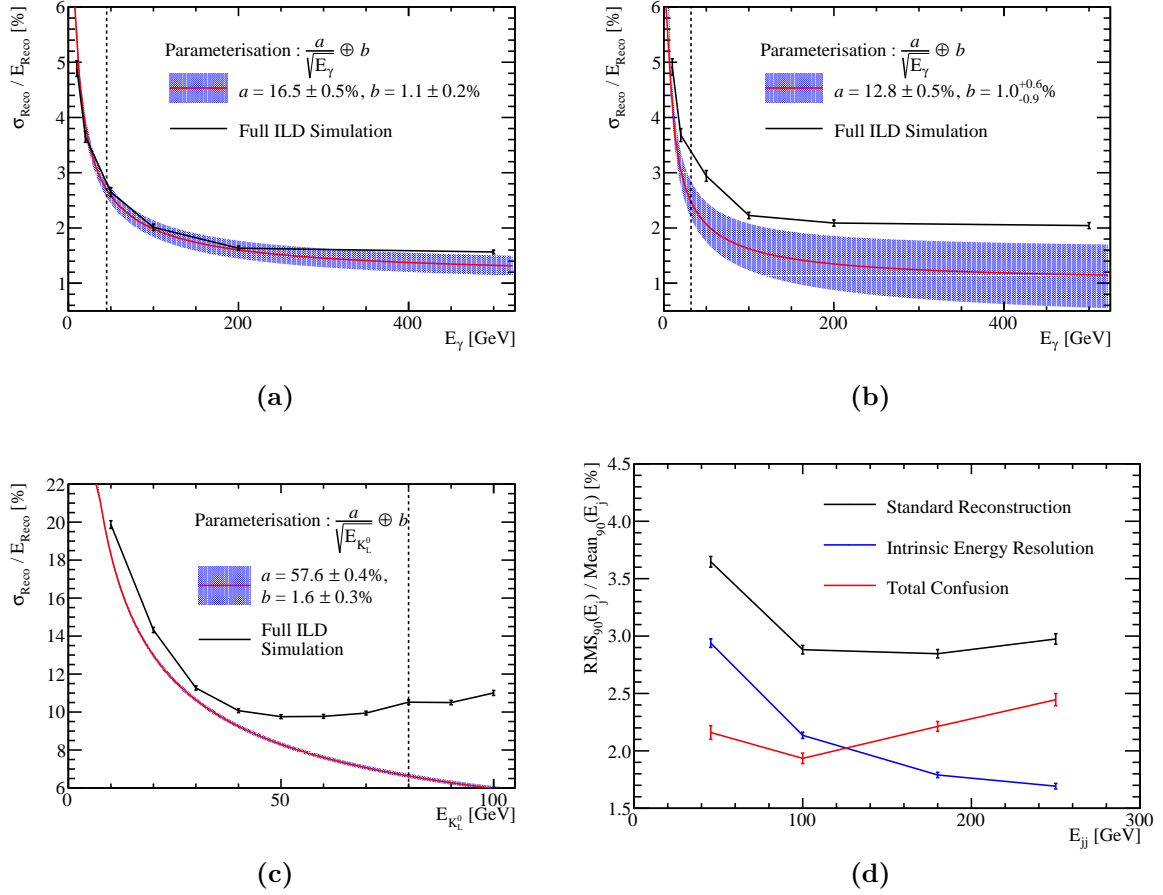 σ_Reco / E_Reco [%]
6
5
4
3
2
1
0 200 400
E_γ [GeV]
Parameterisation : a/√E_γ ⊕ b
a = 16.5 ± 0.5%, b = 1.1 ± 0.2%
Full ILD Simulation
(a)
σ_Reco / E_Reco [%]
6
5
4
3
2
1
0 200 400
E_γ [GeV]
Parameterisation : a/√E_γ ⊕ b
a = 12.8 ± 0.5%, b = 1.0^{+0.6}_{-0.9}%
Full ILD Simulation
(b)
σ_Reco / E_Reco [%]
22
20
18
16
14
12
10
8
6
0 50 100
E_{K^0_L} [GeV]
Parameterisation : a/√E_{K^0_L} ⊕ b
a = 57.6 ± 0.4%,
b = 1.6 ± 0.3%
Full ILD
Simulation
(c)
RMS_90(E_j) / Mean_90(E_j) [%]
4.5
4.0
3.5
3.0
2.5
2.0
1.5
0 100 200 300
E_jj [GeV]
Standard Reconstruction
Intrinsic Energy Resolution
Total Confusion
(d)